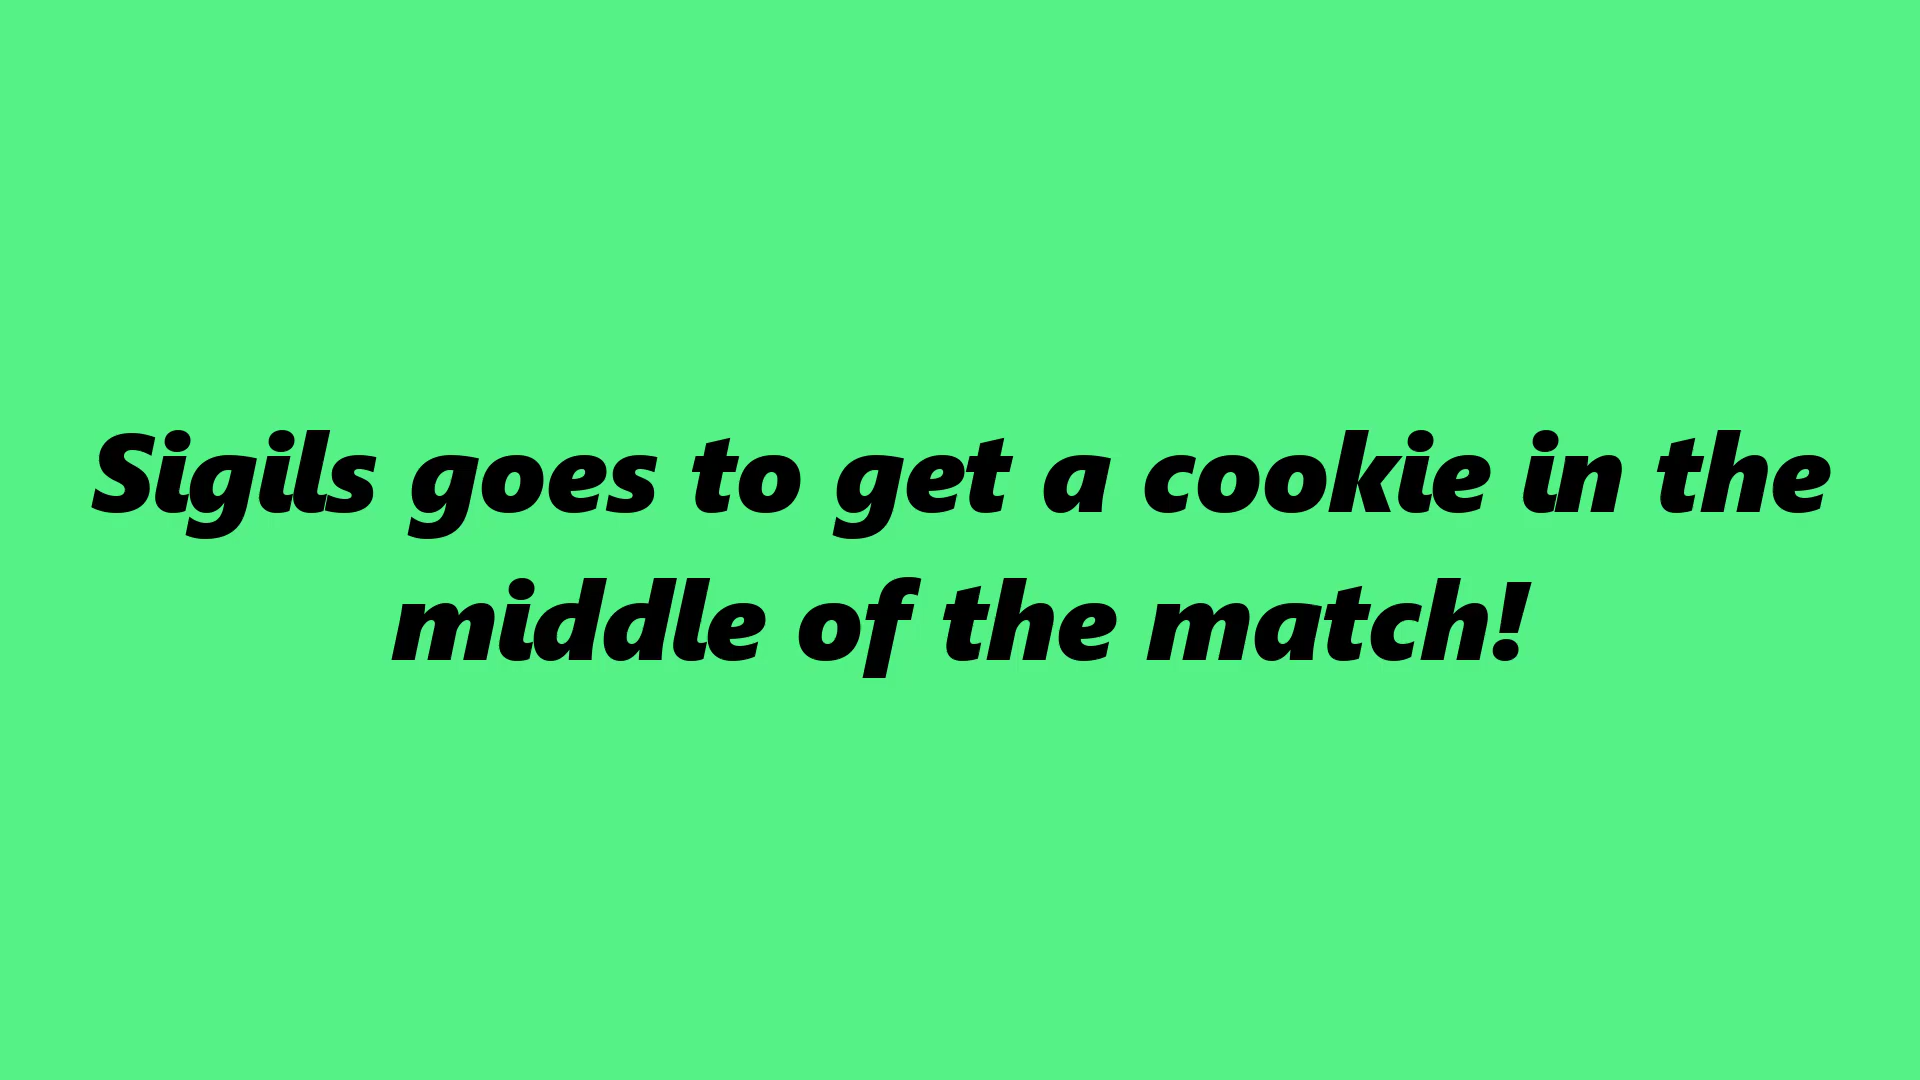 Sigils goes to get a cookie in the
middle of the match!